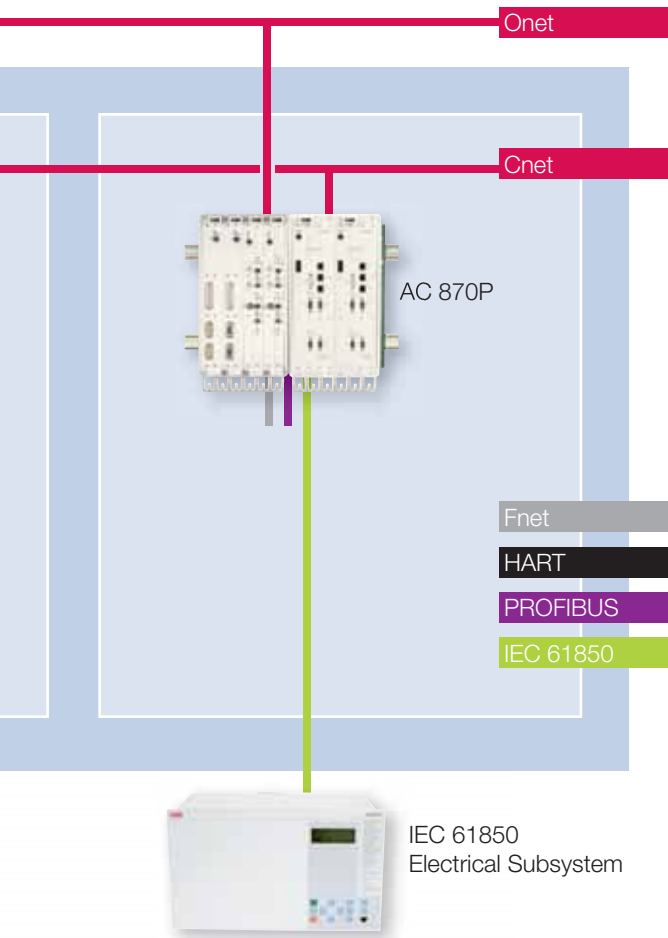 Onet
Cnet
AC 870P
Fnet
HART
PROFIBUS
IEC 61850
IEC 61850
Electrical Subsystem